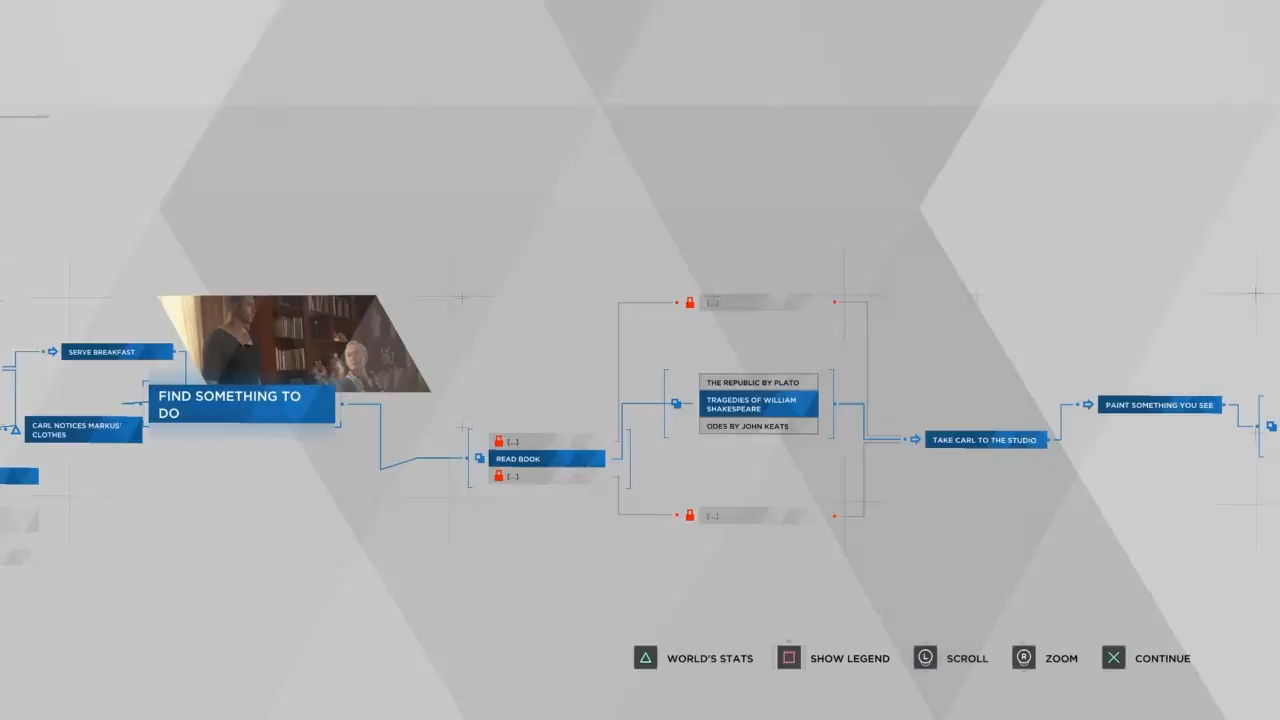 SERVE BREAKFAST
CARL NOTICES MARKUS'
CLOTHES
FIND SOMETHING TO
DO
[...]
READ BOOK
[...]
[...]
THE REPUBLIC BY PLATO
TRAGEDIES OF WILLIAM
SHAKESPEARE
ODES BY JOHN KEATS
[...]
TAKE CARL TO THE STUDIO
PAINT SOMETHING YOU SEE
WORLD'S STATS
SHOW LEGEND
L
SCROLL
R
ZOOM
CONTINUE